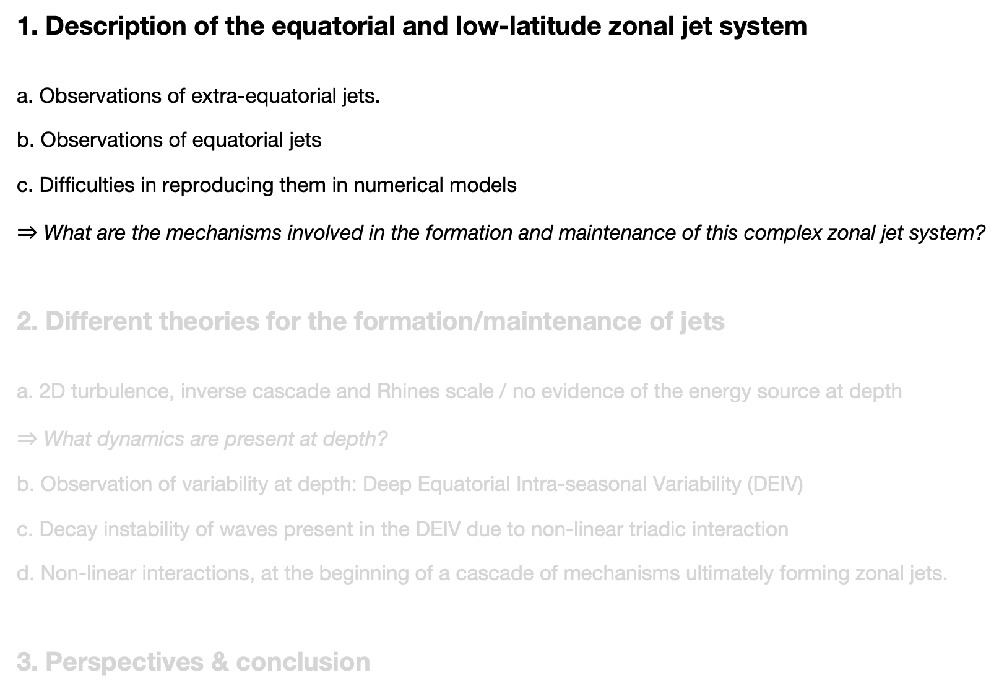 1. Description of the equatorial and low-latitude zonal jet system
a. Observations of extra-equatorial jets.
b. Observations of equatorial jets
c. Difficulties in reproducing them in numerical models
⇒ What are the mechanisms involved in the formation and maintenance of this complex zonal jet system?
2. Different theories for the formation/maintenance of jets
a. 2D turbulence, inverse cascade and Rhines scale / no evidence of the energy source at depth
⇒ What dynamics are present at depth?
b. Observation of variability at depth: Deep Equatorial Intra-seasonal Variability (DEIV)
c. Decay instability of waves present in the DEIV due to non-linear triadic interaction
d. Non-linear interactions, at the beginning of a cascade of mechanisms ultimately forming zonal jets.
3. Perspectives & conclusion